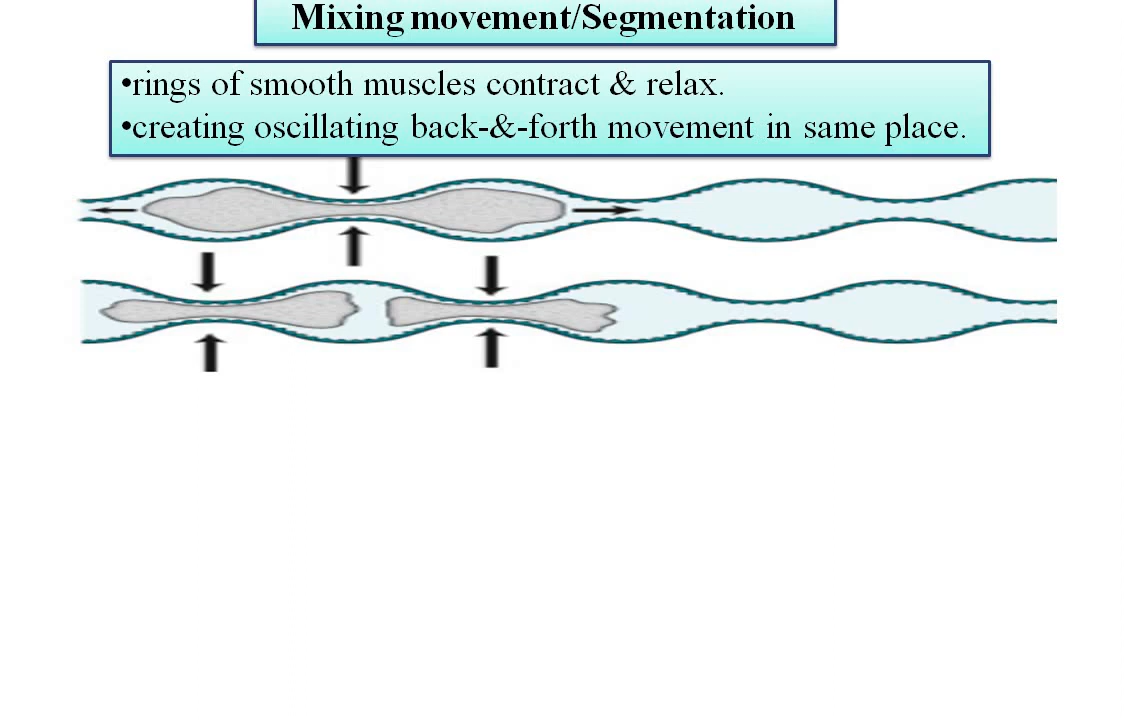 Mixing movement/Segmentation
•rings of smooth muscles contract & relax.
•creating oscillating back-&-forth movement in same place.